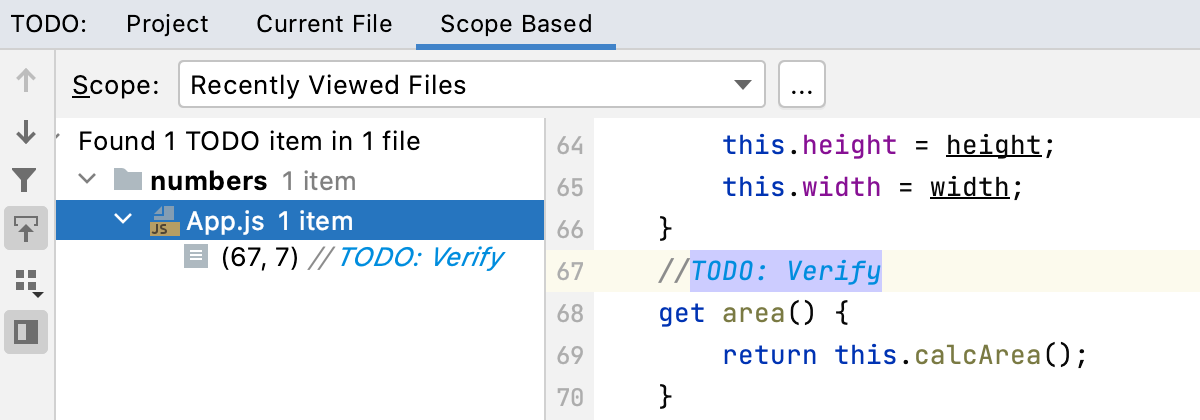 TODO: Project Current File Scope Based
Scope: Recently Viewed Files ...
Found 1 TODO item in 1 file
numbers 1 item
JS App.js 1 item
(67, 7) // TODO: Verify
64 this.height = height;
65 this.width = width;
66 }
67 //TODO: Verify
68 get area() {
69 return this.calcArea();
70 }